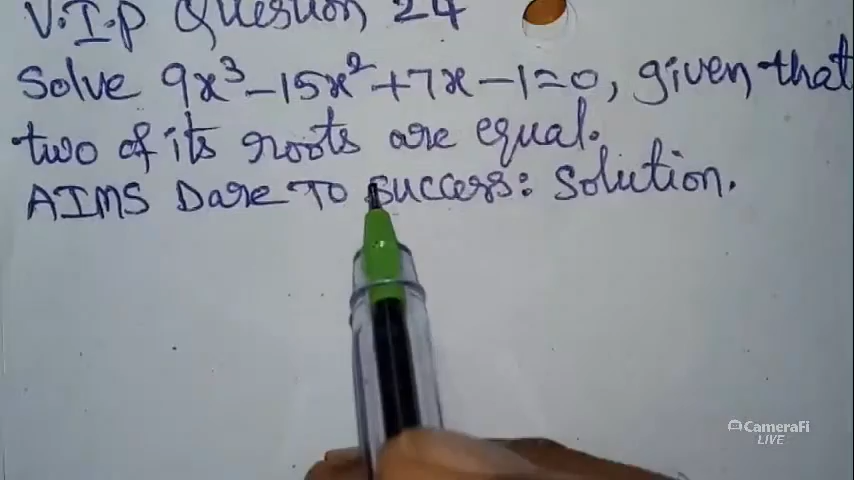 V.I.P Question 24
Solve 9x³-15x²+7x-1=0, given that
two of its roots are equal.
AIMS Dare To Success: Solution.
CameraFi
LIVE